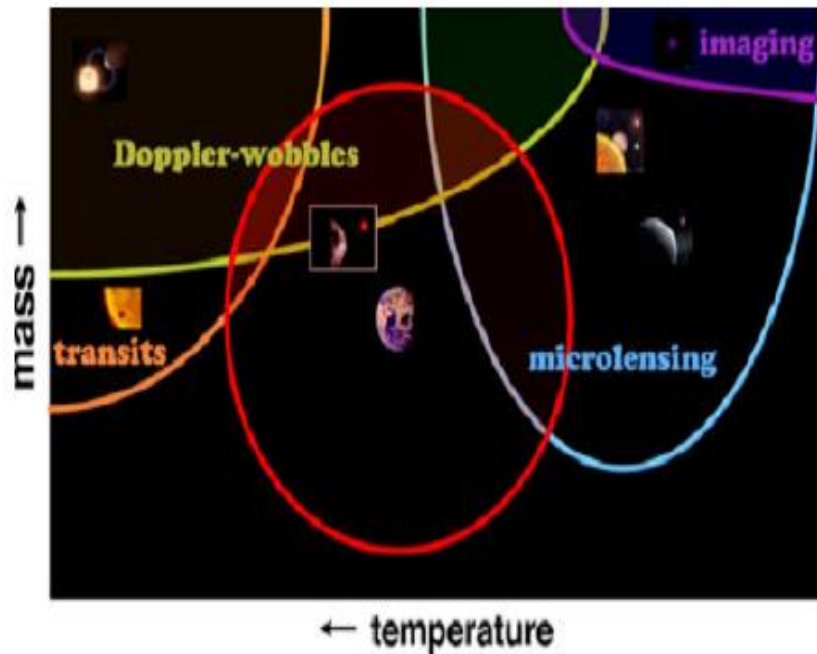 imaging
Doppler-wobbles
mass →
transits
microlensing
← temperature